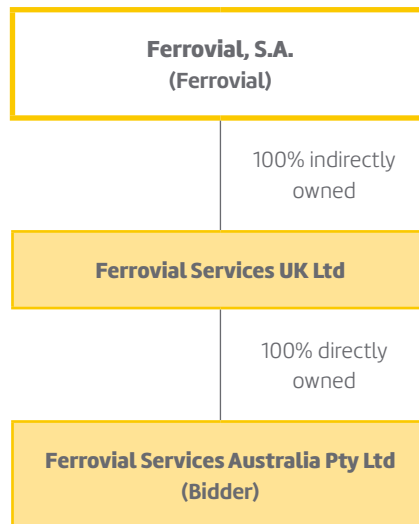 Ferrovial, S.A.
(Ferrovial)
100% indirectly
owned
Ferrovial Services UK Ltd
100% directly
owned
Ferrovial Services Australia Pty Ltd
(Bidder)